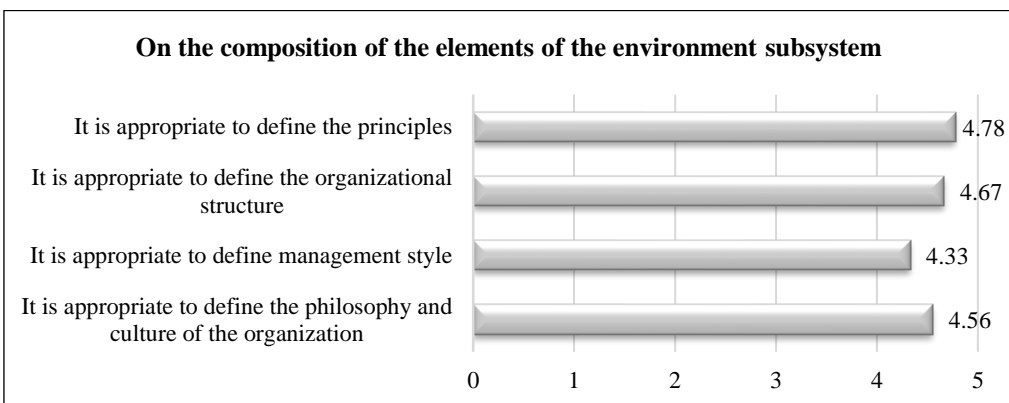 On the composition of the elements of the environment subsystem
It is appropriate to define the principles
4.78
It is appropriate to define the organizational
structure
4.67
It is appropriate to define management style
4.33
It is appropriate to define the philosophy and
culture of the organization
4.56
0 1 2 3 4 5